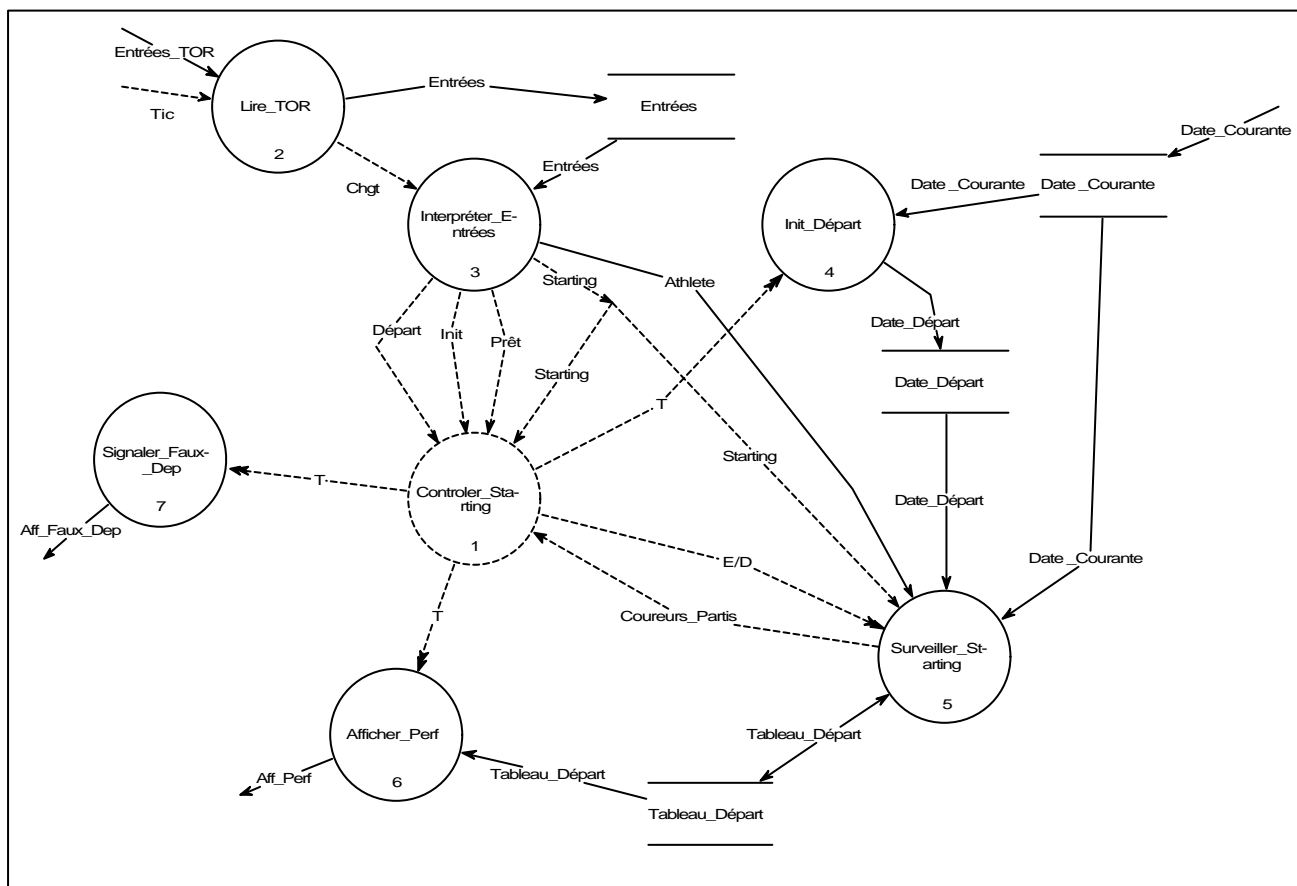 Entrées_TOR
Tic
Lire_TOR
2
Entrées
Entrées
Entrées
Chgt
Date_Courante
Date _Courante
Date _Courante
Interpréter_E-
ntrées
3
Init_Départ
4
Starting
Athlete
Départ
Init
Prêt
Starting
Date_Départ
Date_Départ
T
Signaler_Faux-
_Dep
7
T
Controler_Sta-
rting
1
Starting
Date_Départ
Aff_Faux_Dep
E/D
Date _Courante
T
Coureurs_Partis
Surveiller_St-
arting
5
Afficher_Perf
6
Tableau_Départ
Aff_Perf
Tableau_Départ
Tableau_Départ